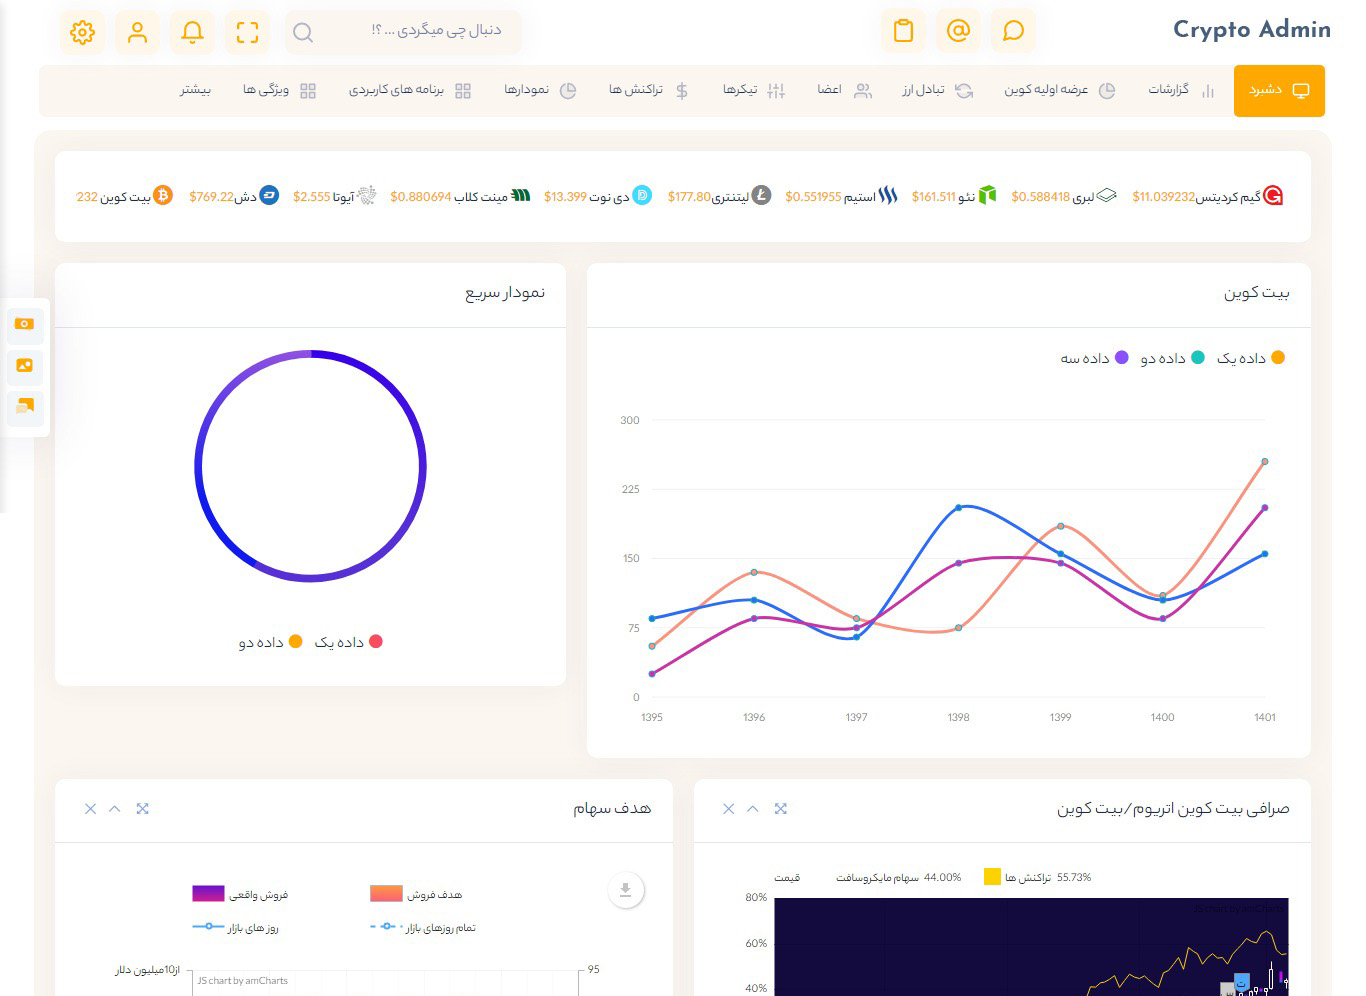 Crypto Admin
دنبال چی میگردی ... ؟!
دشبرد گزارشات عرضه اولیه کوین تبادل ارز اعضا تیکرها تراکنش ها نمودارها برنامه های کاربردی ویژگی ها بیشتر
گیم کردیتس $11.039232 لبری $0.588418 نئو $161.511 استیم $0.551955 لیتنتری $177.80 دی نوت $13.399 مینت کلاب $0.880694 آیوتا $2.555 دش $769.22 بیت کوین 232
بیت کوین
داده یک داده دو داده سه
300
225
150
75
0
1395 1396 1397 1398 1399 1400 1401
نمودار سریع
داده یک داده دو
صرافی بیت کوین اتریوم/بیت کوین
قیمت سهام مایکروسافت 44.00% تراکنش ها 55.73%
80%
60%
40%
هدف سهام
هدف فروش فروش واقعی
تمام روزهای بازار روز های بازار
از10میلیون دلار
95
JS chart by amCharts